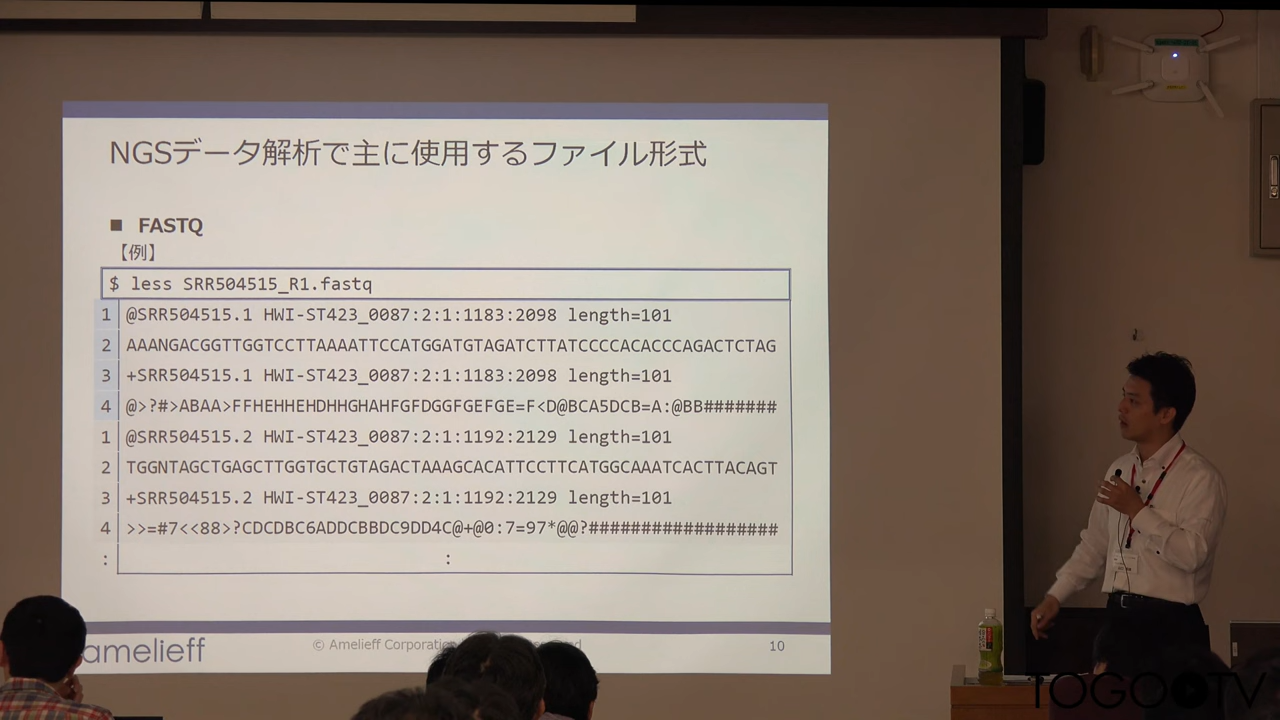 NGSデータ解析で主に使用するファイル形式
■ FASTQ
【例】
$ less SRR504515_R1.fastq
1 @SRR504515.1 HWI-ST423_0087:2:1:1183:2098 length=101
2 AAANGACGGTTGGTCCTTAAAATTCCATGGATGTAGATCTTATCCCCACACCCAGACTCTAG
3 +SRR504515.1 HWI-ST423_0087:2:1:1183:2098 length=101
4 @>?#>ABAA>FFHEHHEHDHHGHAHFGFDGGFGEFGE=F<D@BCA5DCB=A:@BB#######
1 @SRR504515.2 HWI-ST423_0087:2:1:1192:2129 length=101
2 TGGNTAGCTGAGCTTGGTGCTGTAGACTAAAGCACATTCCTTCATGGCAAATCACTTACAGT
3 +SRR504515.2 HWI-ST423_0087:2:1:1192:2129 length=101
4 >>=#7<<88>?CDCDBC6ADDCBBDC9DD4C@+@0:7=97*@@?##################
: :
amelieff © Amelieff 10
TOGO TV